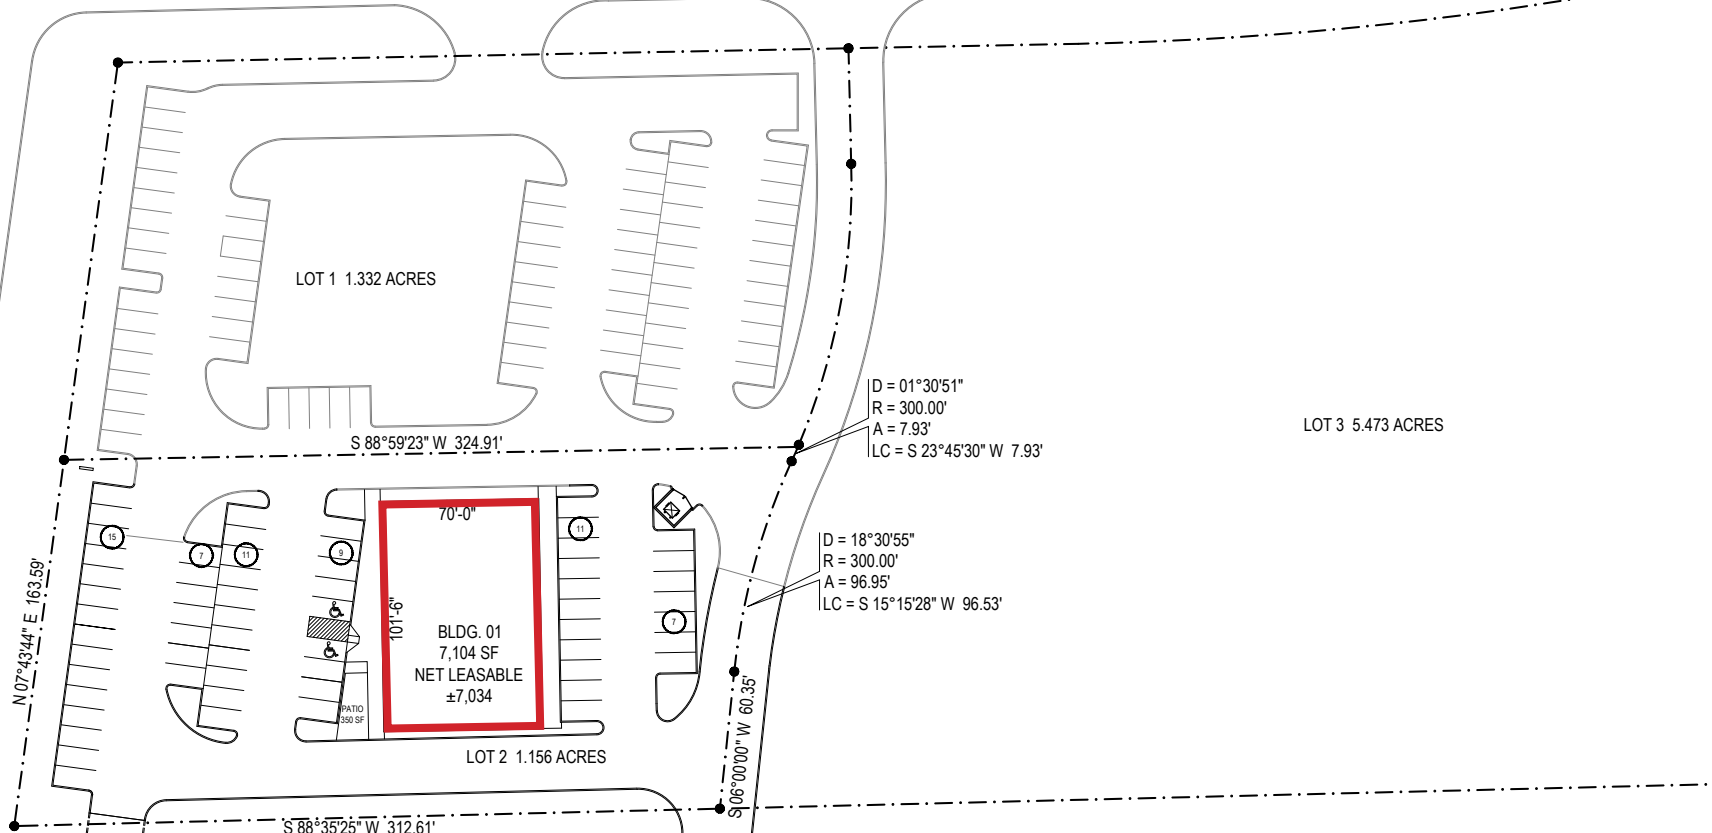 LOT 1 1.332 ACRES
D = 01°30'51"
R = 300.00'
A = 7.93'
LC = S 23°45'30" W 7.93'
LOT 3 5.473 ACRES
S 88°59'23" W 324.91'
70'-0"
15
7
11
9
11
D = 18°30'55"
R = 300.00'
A = 96.95'
LC = S 15°15'28" W 96.53'
N 07°43'44" E 163.59'
101'-6"
7
BLDG. 01
7,104 SF
NET LEASABLE
±7,034
PATIO
350 SF
S 06°00'00" W 60.35'
LOT 2 1.156 ACRES
S 88°35'25" W 312.61'